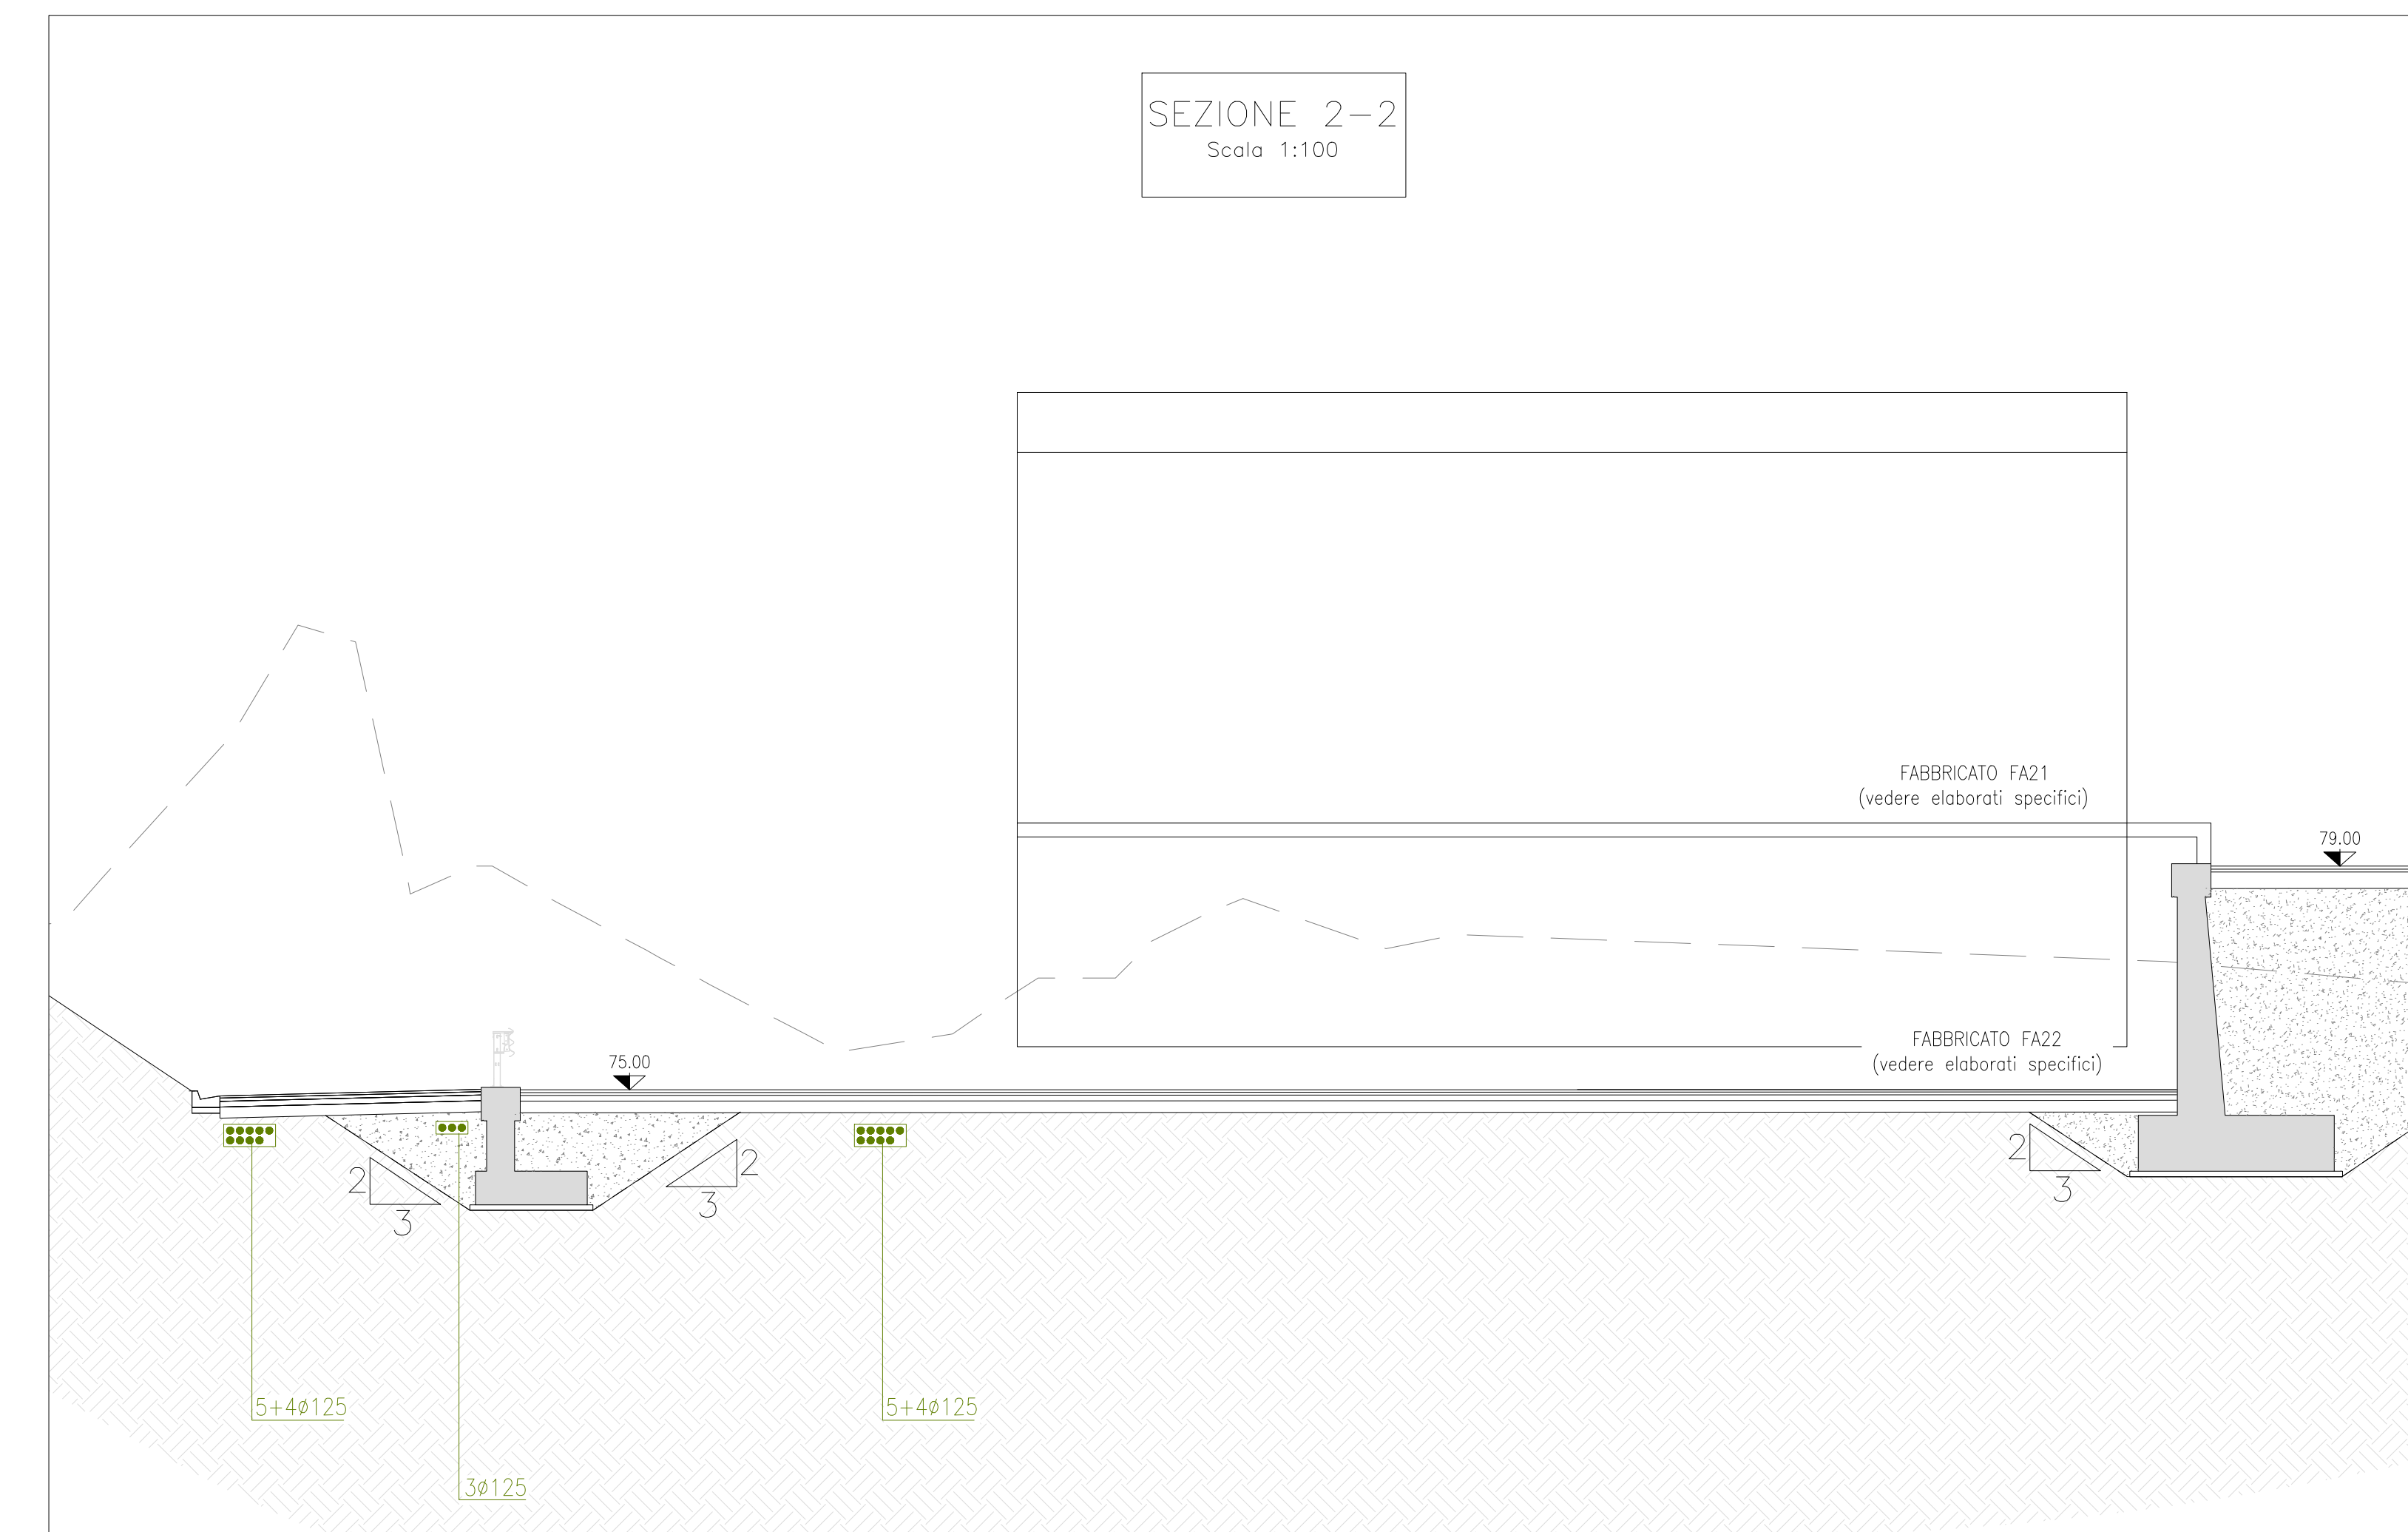 SEZIONE 2-2
Scala 1:100
FABBRICATO FA21
(vedere elaborati specifici)
79.00
FABBRICATO FA22
(vedere elaborati specifici)
75.00
2
3
2
3
2
3
5+4ø125
5+4ø125
3ø125